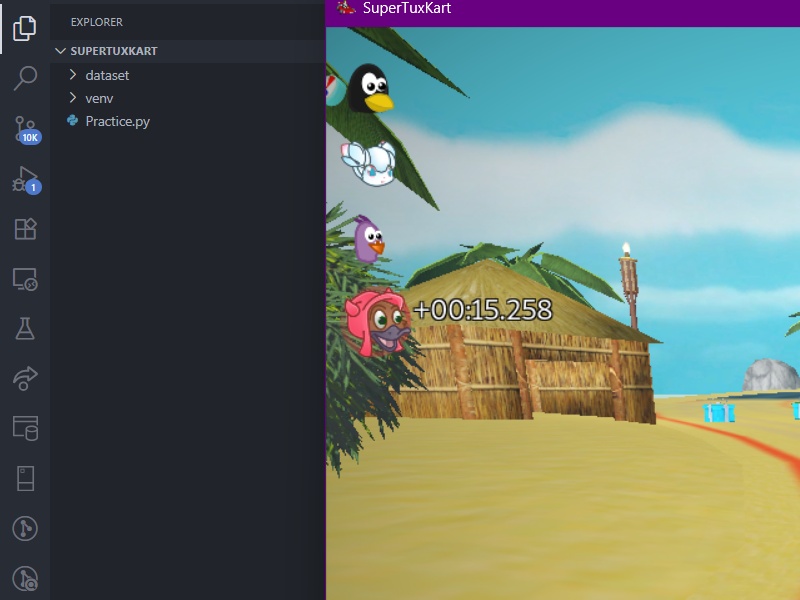 EXPLORER
SUPERTUXKART
dataset
venv
Practice.py
10K
1
SuperTuxKart
+00:15.258